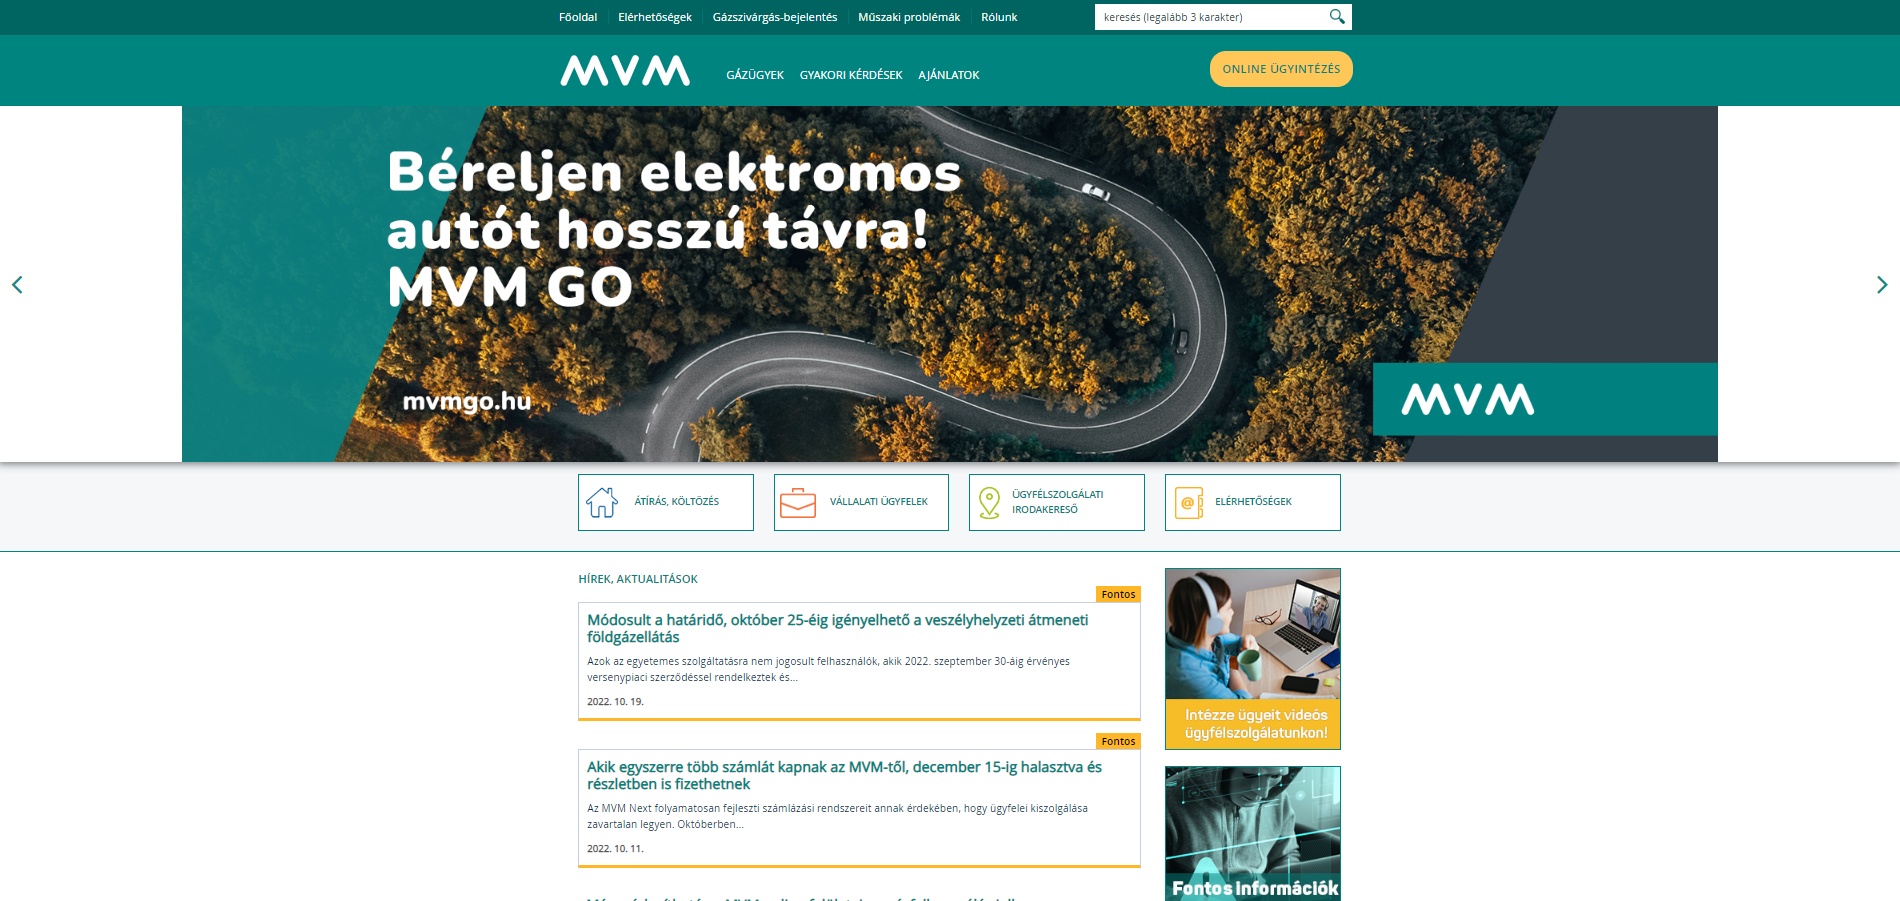 Főoldal
Elérhetőségek
Gázszivárgás-bejelentés
Műszaki problémák
Rólunk
keresés (legalább 3 karakter)
MVM
GÁZÜGYEK
GYAKORI KÉRDÉSEK
AJÁNLATOK
ONLINE ÜGYINTÉZÉS
Béreljen elektromos
autót hosszú távra!
MVM GO
mvmgo.hu
MVM
ÁTÍRÁS, KÖLTÖZÉS
VÁLLALATI ÜGYFELEK
ÜGYFÉLSZOLGÁLATI
IRODAKERESŐ
ELÉRHETŐSÉGEK
HÍREK, AKTUALITÁSOK
Fontos
Módosult a határidő, október 25-éig igényelhető a veszélyhelyzeti átmeneti
földgázellátás
Azok az egyetemes szolgáltatásra nem jogosult felhasználók, akik 2022. szeptember 30-áig érvényes
versenypiaci szerződéssel rendelkeztek és...
2022. 10. 19.
Fontos
Akik egyszerre több számlát kapnak az MVM-től, december 15-ig halasztva és
részletben is fizethetnek
Az MVM Next folyamatosan fejleszti számlázási rendszereit annak érdekében, hogy ügyfelei kiszolgálása
zavartalan legyen. Októberben...
2022. 10. 11.
Intézze ügyeit videós
ügyfélszolgálatunkon!
Fontos információk